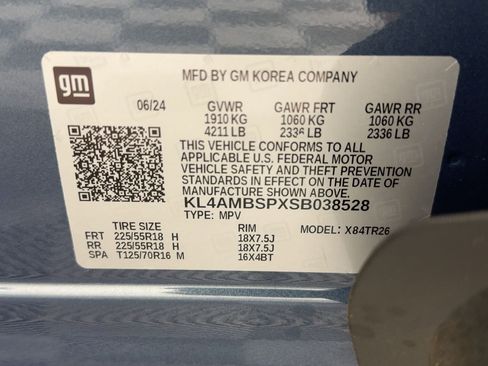 gm
MFD BY GM KOREA COMPANY
06/24 GVWR GAWR FRT GAWR RR
1910 KG 1060 KG 1060 KG
4211 LB 2336 LB 2336 LB
THIS VEHICLE CONFORMS TO ALL
APPLICABLE U.S. FEDERAL MOTOR
VEHICLE SAFETY AND THEFT PREVENTION
STANDARDS IN EFFECT ON THE DATE OF
MANUFACTURE SHOWN ABOVE.
KL4AMBSPXSB038528
TYPE: MPV
TIRE SIZE RIM MODEL: X84TR26
FRT 225/55R18 H 18X7.5J
RR 225/55R18 H 18X7.5J
SPA T125/70R16 M 16X4BT